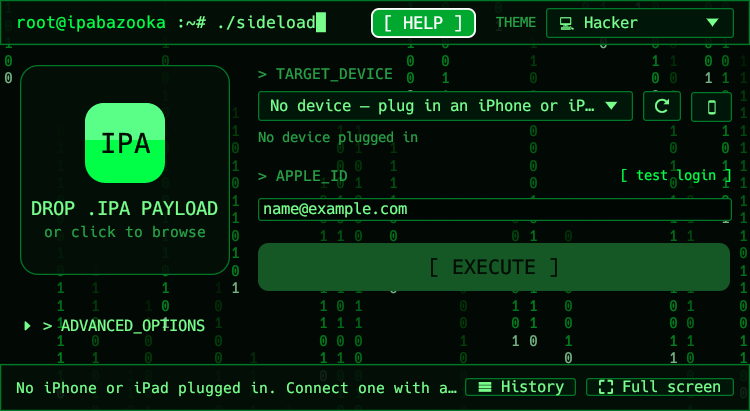 root@ipabazooka :~# ./sideload
[ HELP ]
THEME
Hacker
IPA
DROP .IPA PAYLOAD
or click to browse
> TARGET_DEVICE
No device — plug in an iPhone or iP…
No device plugged in
> APPLE_ID
[ test login ]
name@example.com
[ EXECUTE ]
> ADVANCED_OPTIONS
No iPhone or iPad plugged in. Connect one with a…
History
Full screen